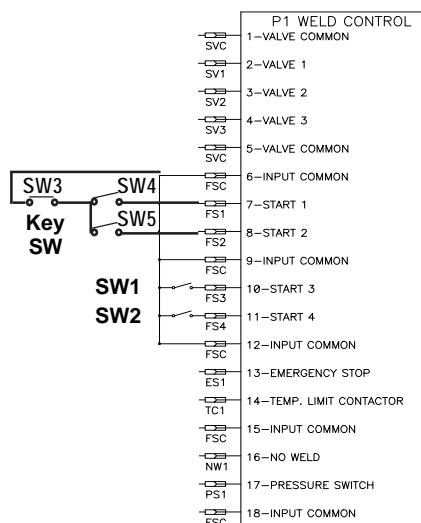 P1 WELD CONTROL
SVC 1-VALVE COMMON
SV1 2-VALVE 1
SV2 3-VALVE 2
SV3 4-VALVE 3
SVC 5-VALVE COMMON
FSC 6-INPUT COMMON
SW3 SW4 FS1 7-START 1
Key SW
SW5 FS2 8-START 2
FSC 9-INPUT COMMON
SW1 FS3 10-START 3
SW2 FS4 11-START 4
FSC 12-INPUT COMMON
ES1 13-EMERGENCY STOP
TC1 14-TEMP. LIMIT CONTACTOR
FSC 15-INPUT COMMON
NW1 16-NO WELD
PS1 17-PRESSURE SWITCH
FSC 18-INPUT COMMON